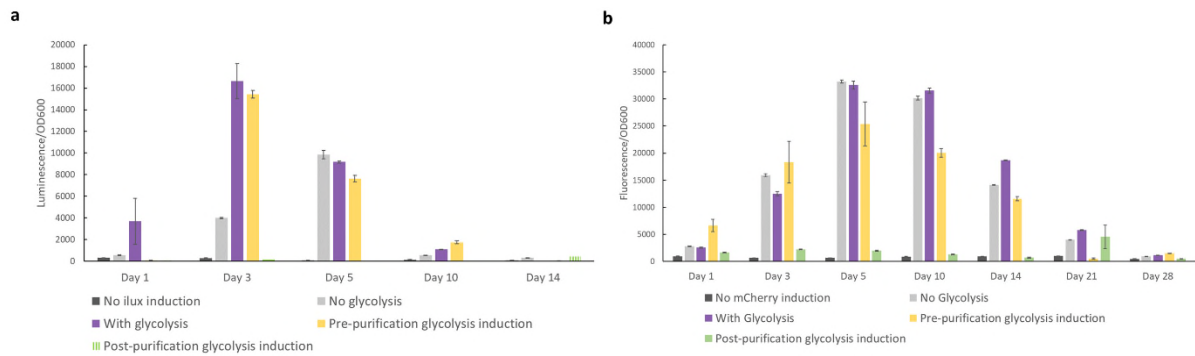 a
20000
18000
16000
14000
12000
10000
8000
6000
4000
2000
0
Luminescence/OD600
Day 1 Day 3 Day 5 Day 10 Day 14
No ilux induction No glycolysis
With glycolysis Pre-purification glycolysis induction
Post-purification glycolysis induction
b
40000
35000
30000
25000
20000
15000
10000
5000
0
Fluorescence/OD600
Day 1 Day 3 Day 5 Day 10 Day 14 Day 21 Day 28
No mCherry induction No Glycolysis
With Glycolysis Pre-purification glycolysis induction
Post-purification glycolysis induction